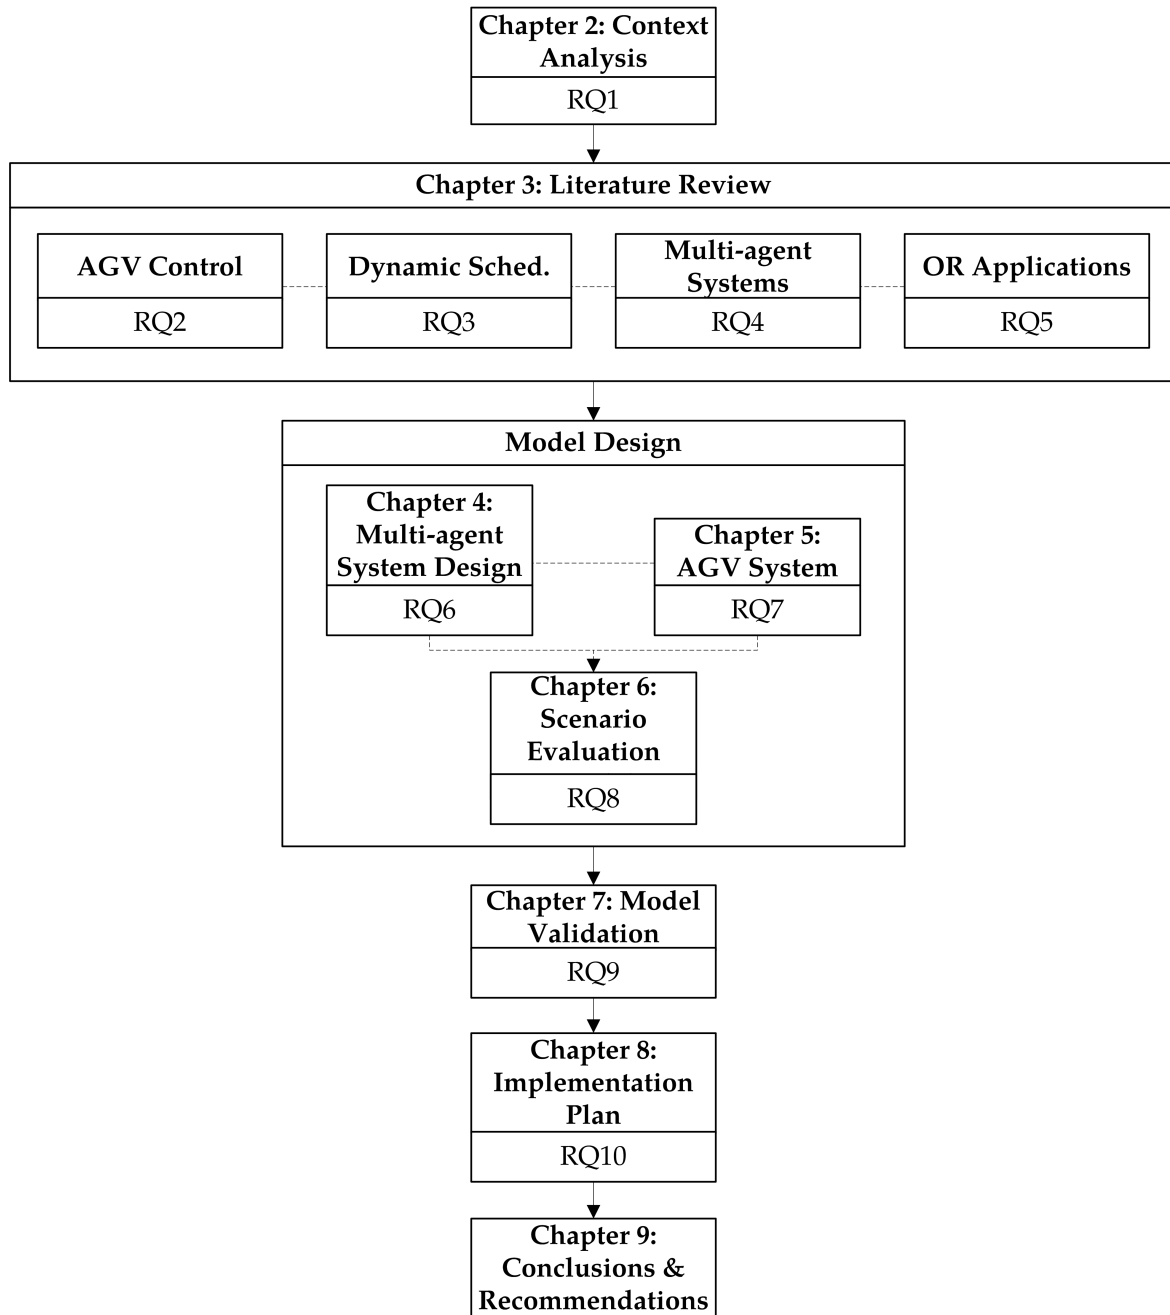 Chapter 2: Context
Analysis
RQ1
Chapter 3: Literature Review
AGV Control
RQ2
Dynamic Sched.
RQ3
Multi-agent
Systems
RQ4
OR Applications
RQ5
Model Design
Chapter 4:
Multi-agent
System Design
RQ6
Chapter 5:
AGV System
RQ7
Chapter 6:
Scenario
Evaluation
RQ8
Chapter 7: Model
Validation
RQ9
Chapter 8:
Implementation
Plan
RQ10
Chapter 9:
Conclusions &
Recommendations